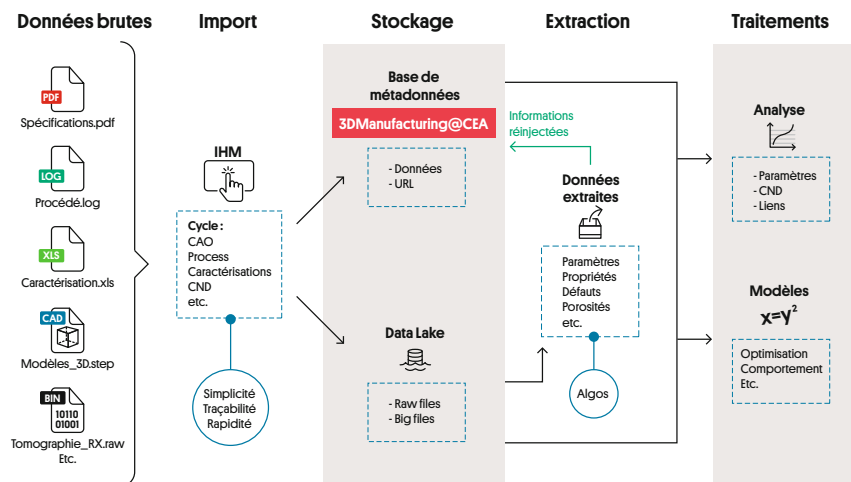 Données brutes
Import
Stockage
Extraction
Traitements
PDF
Spécifications.pdf
LOG
Procédé.log
XLS
Caractérisation.xls
CAD
Modèles_3D.step
BIN
10110
01001
Tomographie_RX.raw
Etc.
IHM
Cycle :
CAO
Process
Caractérisations
CND
etc.
Simplicité
Traçabilité
Rapidité
Base de
métadonnées
3DManufacturing@CEA
- Données
- URL
Data Lake
- Raw files
- Big files
Informations
réinjectées
Données
extraites
Paramètres
Propriétés
Défauts
Porosités
etc.
Algos
Analyse
- Paramètres
- CND
- Liens
Modèles
x=y²
Optimisation
Comportement
Etc.